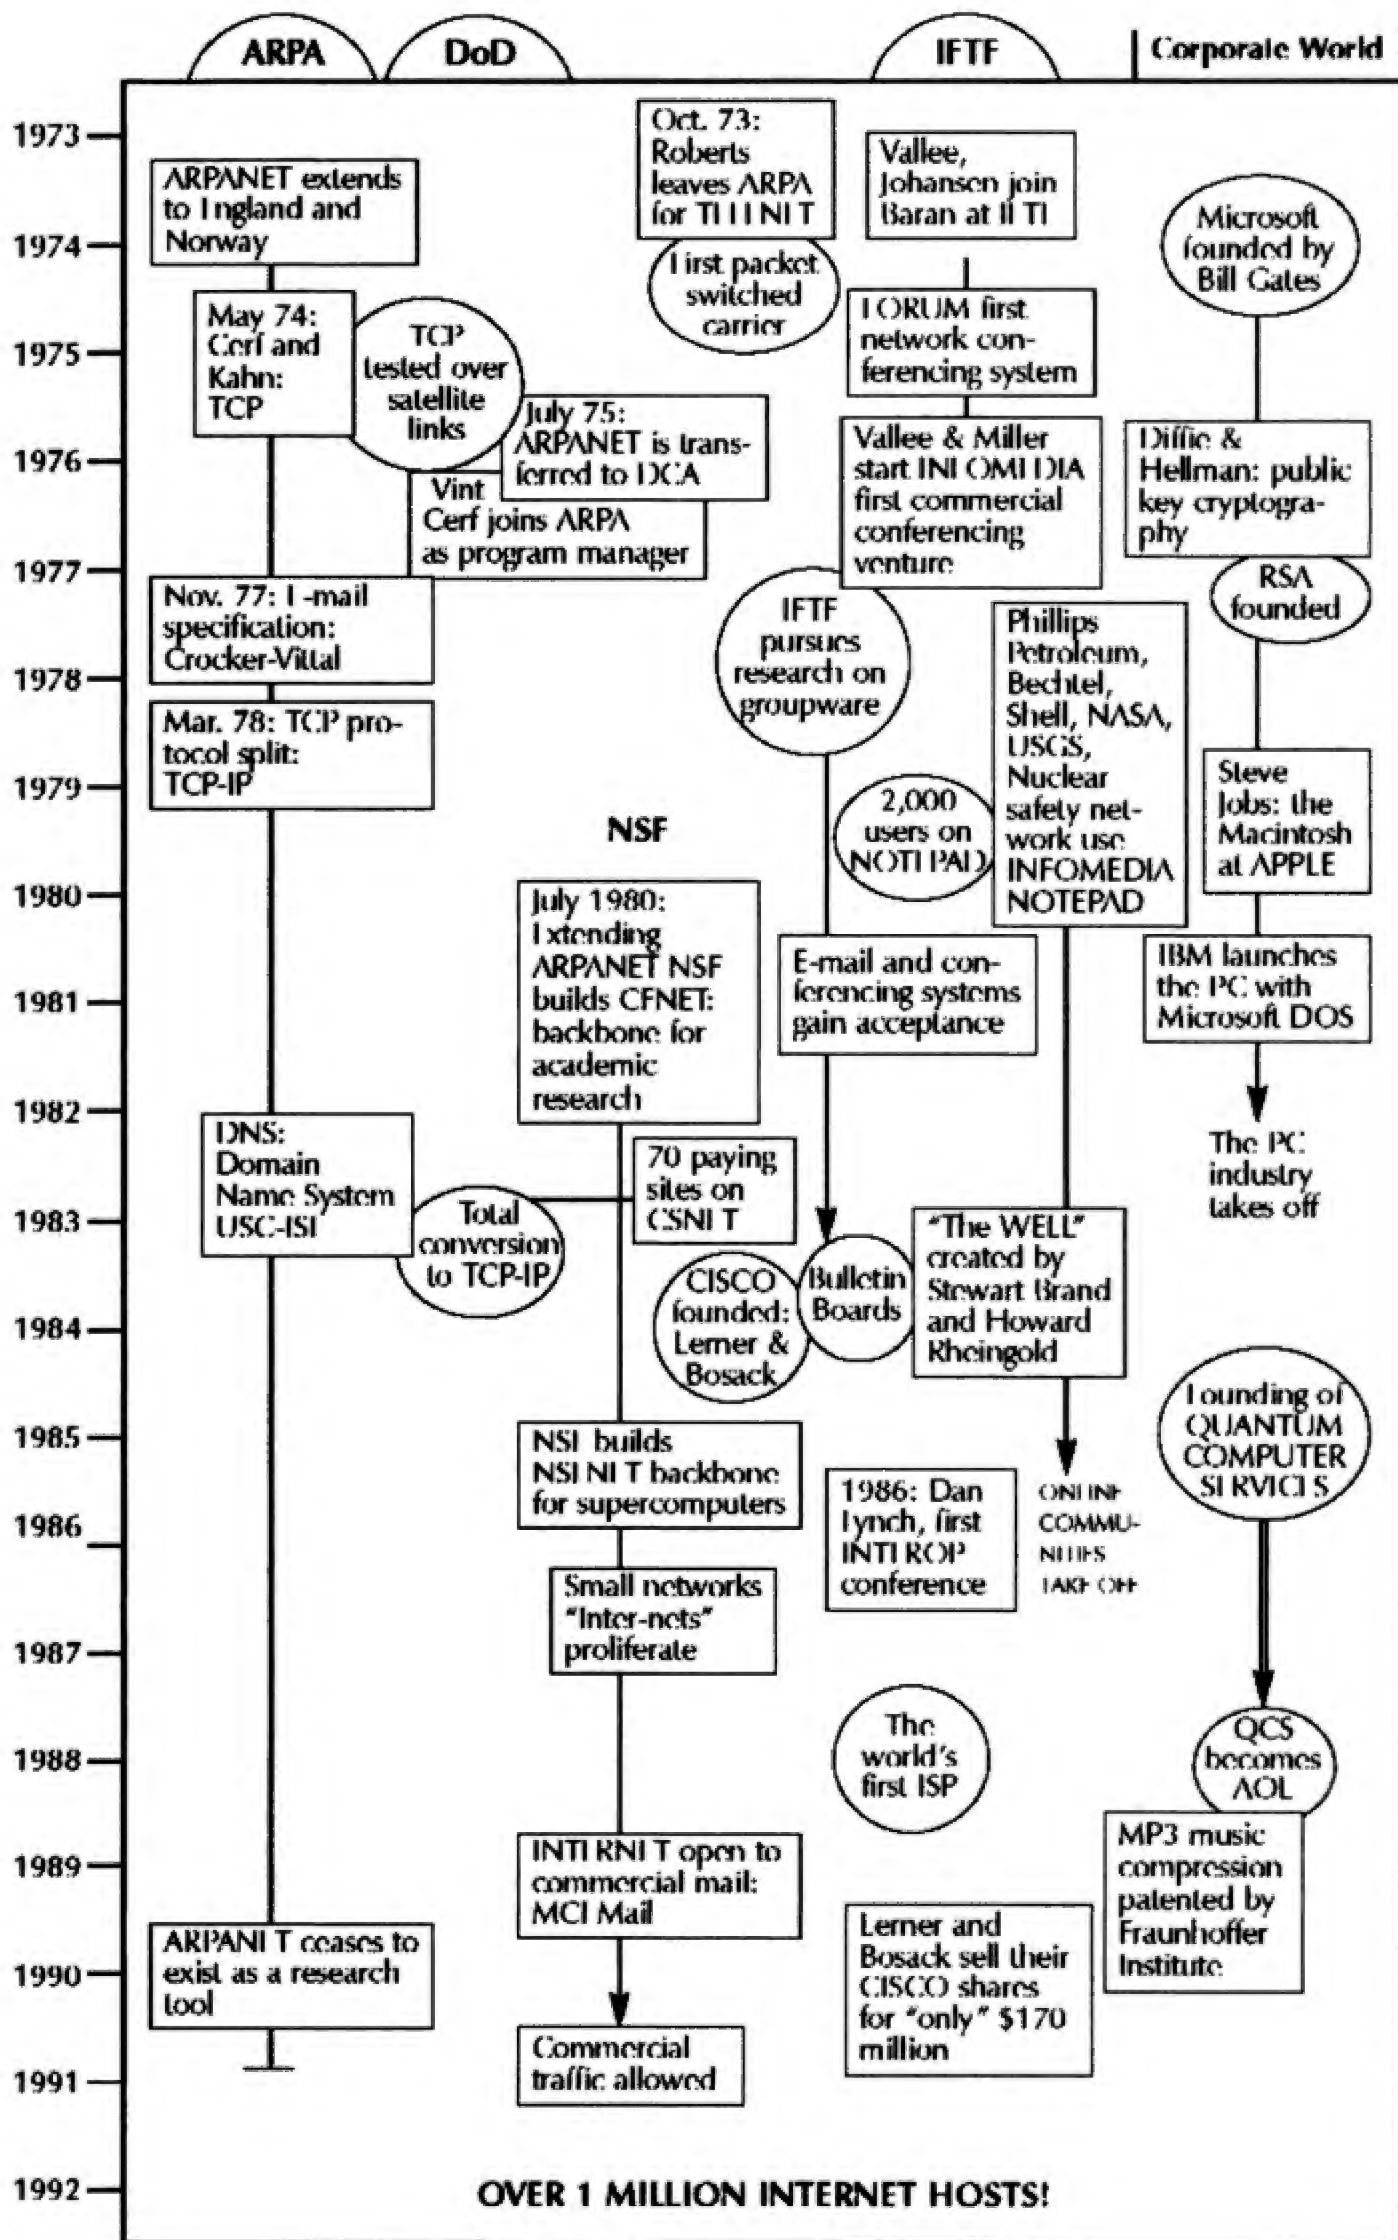 ARPA
DoD
IFTF
Corporate World
1973
1974
1975
1976
1977
1978
1979
1980
1981
1982
1983
1984
1985
1986
1987
1988
1989
1990
1991
1992
ARPANET extends
to England and
Norway
May 74:
Cerf and
Kahn:
TCP
TCP
tested over
satellite
links
July 75:
ARPANET is trans-
ferred to DCA
Vint
Cerf joins ARPA
as program manager
Nov. 77: E-mail
specification:
Crocker-Vittal
Mar. 78: TCP pro-
tocol split:
TCP-IP
DNS:
Domain
Name System
USC-ISI
Total
conversion
to TCP-IP
ARPANET ceases to
exist as a research
tool
Oct. 73:
Roberts
leaves ARPA
for TELENET
First packet
switched
carrier
NSF
July 1980:
Extending
ARPANET NSF
builds CFNET:
backbone for
academic
research
70 paying
sites on
CSNET
CISCO
founded:
Lerner &
Bosack
NSF builds
NSFNET backbone
for supercomputers
Small networks
"Inter-nets"
proliferate
INTERNET open to
commercial mail:
MCI Mail
Commercial
traffic allowed
Vallee,
Johansen join
Baran at IFTF
FORUM first
network con-
ferencing system
Vallee & Miller
start INFOMEDIA
first commercial
conferencing
venture
IFTF
pursues
research on
groupware
Phillips
Petroleum,
Bechtel,
Shell, NASA,
USGS,
Nuclear
safety net-
work use
INFOMEDIA
NOTEPAD
2,000
users on
NOTEPAD
E-mail and con-
ferencing systems
gain acceptance
Bulletin
Boards
"The WELL"
created by
Stewart Brand
and Howard
Rheingold
1986: Dan
Lynch, first
INTEROP
conference
ONLINE
COMMU-
NITIES
TAKE OFF
The
world's
first ISP
Lerner and
Bosack sell their
CISCO shares
for "only" $170
million
Microsoft
founded by
Bill Gates
Diffie &
Hellman: public
key cryptogra-
phy
RSA
founded
Steve
Jobs: the
Macintosh
at APPLE
IBM launches
the PC with
Microsoft DOS
The PC
industry
takes off
Founding of
QUANTUM
COMPUTER
SERVICES
QCS
becomes
AOL
MP3 music
compression
patented by
Fraunhoffer
Institute
OVER 1 MILLION INTERNET HOSTS!